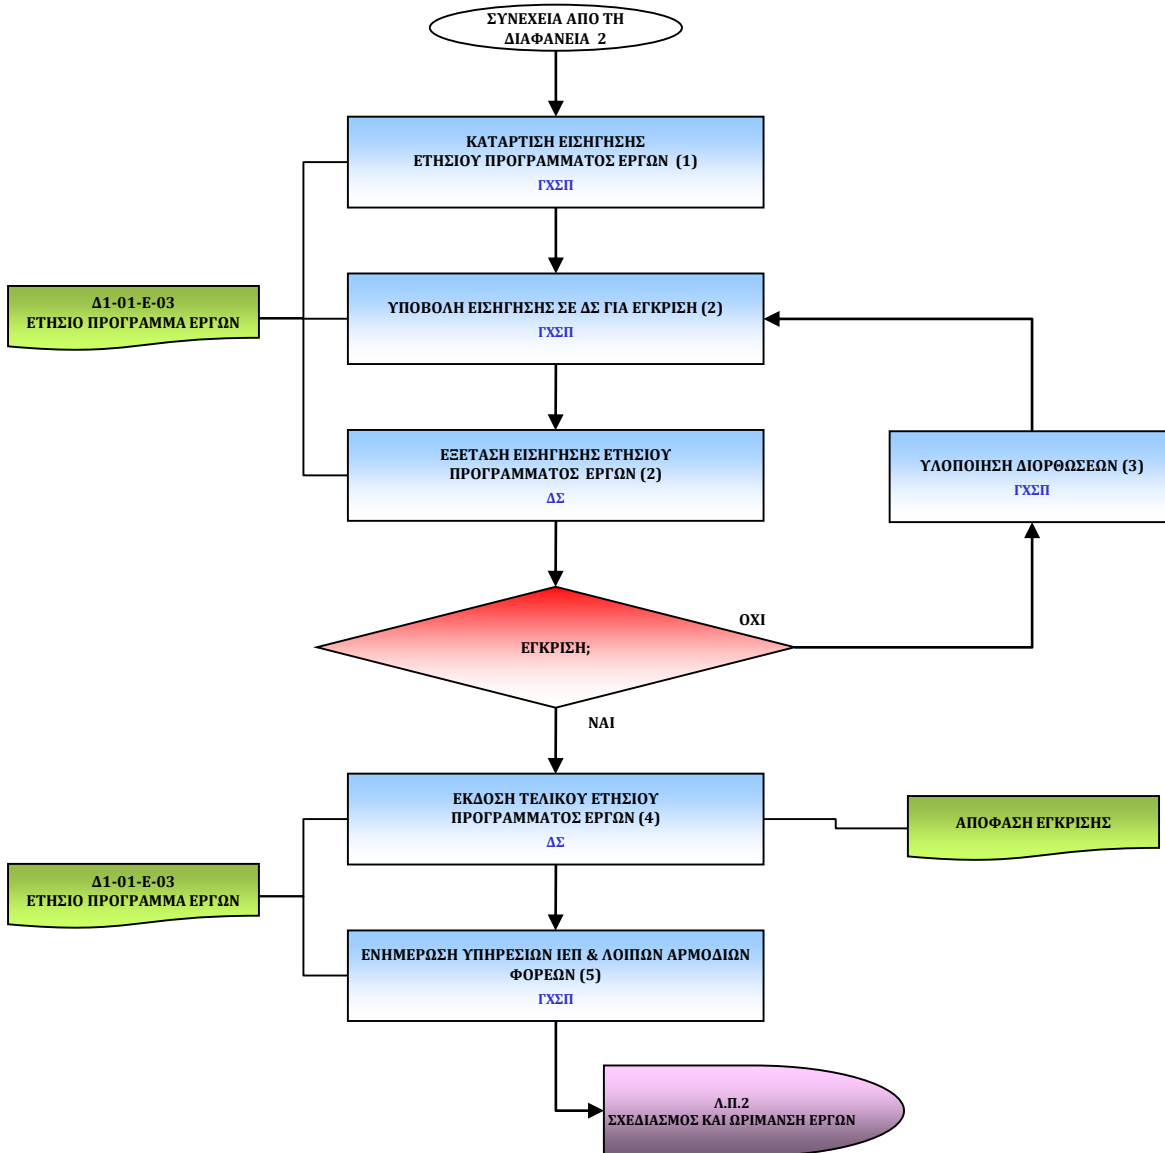 ΣΥΝΕΧΕΙΑ ΑΠΟ ΤΗ
ΔΙΑΦΑΝΕΙΑ 2
ΚΑΤΑΡΤΙΣΗ ΕΙΣΗΓΗΣΗΣ
ΕΤΗΣΙΟΥ ΠΡΟΓΡΑΜΜΑΤΟΣ ΕΡΓΩΝ (1)
ΓΧΣΠ
Δ1-01-Ε-03
ΕΤΗΣΙΟ ΠΡΟΓΡΑΜΜΑ ΕΡΓΩΝ
ΥΠΟΒΟΛΗ ΕΙΣΗΓΗΣΗΣ ΣΕ ΔΣ ΓΙΑ ΕΓΚΡΙΣΗ (2)
ΓΧΣΠ
ΕΞΕΤΑΣΗ ΕΙΣΗΓΗΣΗΣ ΕΤΗΣΙΟΥ
ΠΡΟΓΡΑΜΜΑΤΟΣ ΕΡΓΩΝ (2)
ΔΣ
ΥΛΟΠΟΙΗΣΗ ΔΙΟΡΘΩΣΕΩΝ (3)
ΓΧΣΠ
ΕΓΚΡΙΣΗ;
ΟΧΙ
ΝΑΙ
ΕΚΔΟΣΗ ΤΕΛΙΚΟΥ ΕΤΗΣΙΟΥ
ΠΡΟΓΡΑΜΜΑΤΟΣ ΕΡΓΩΝ (4)
ΔΣ
ΑΠΟΦΑΣΗ ΕΓΚΡΙΣΗΣ
Δ1-01-Ε-03
ΕΤΗΣΙΟ ΠΡΟΓΡΑΜΜΑ ΕΡΓΩΝ
ΕΝΗΜΕΡΩΣΗ ΥΠΗΡΕΣΙΩΝ ΙΕΠ & ΛΟΙΠΩΝ ΑΡΜΟΔΙΩΝ
ΦΟΡΕΩΝ (5)
ΓΧΣΠ
Λ.Π.2
ΣΧΕΔΙΑΣΜΟΣ ΚΑΙ ΩΡΙΜΑΝΣΗ ΕΡΓΩΝ